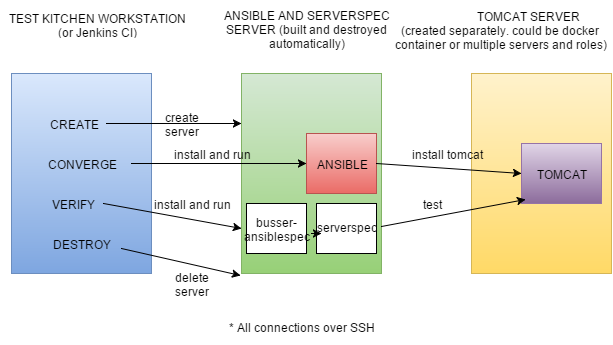 TEST KITCHEN WORKSTATION
(or Jenkins CI)
ANSIBLE AND SERVERSPEC
SERVER (built and destroyed
automatically)
TOMCAT SERVER
(created separately. could be docker
container or multiple servers and roles)
CREATE
create
server
CONVERGE
install and run
ANSIBLE
install tomcat
TOMCAT
VERIFY
install and run
busser-
ansiblespec
serverspec
test
DESTROY
delete
server
* All connections over SSH